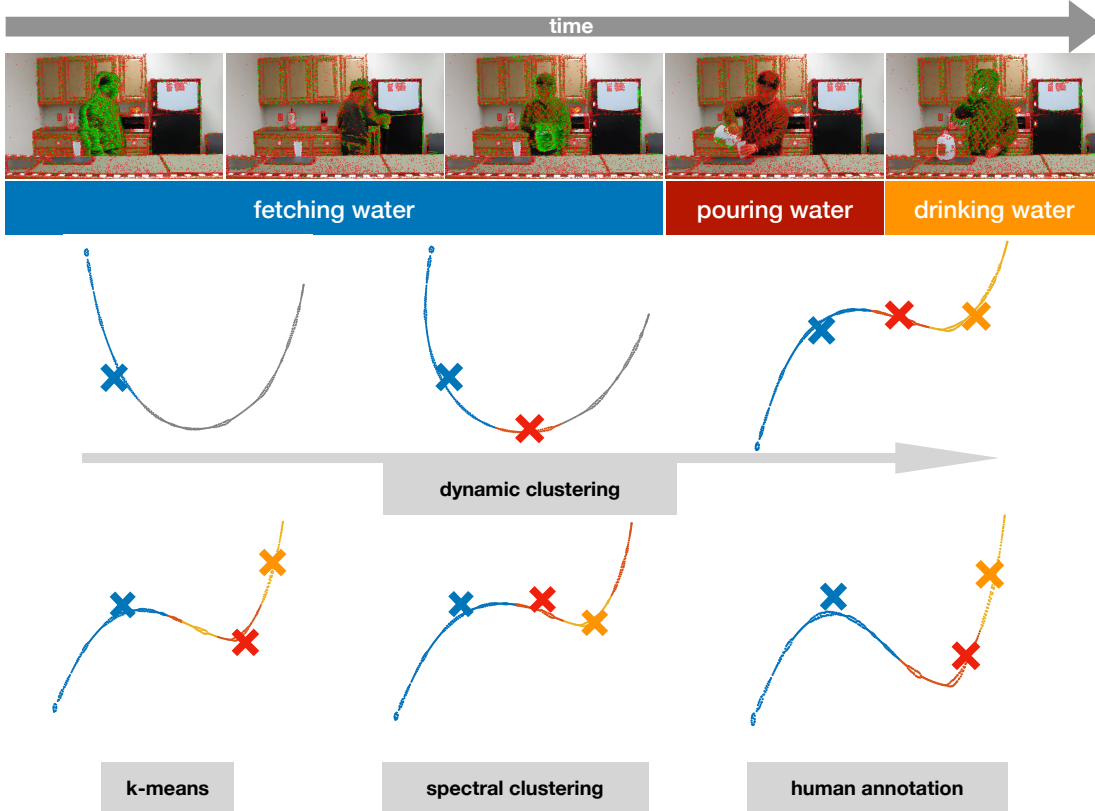 time
fetching water
pouring water
drinking water
dynamic clustering
k-means
spectral clustering
human annotation